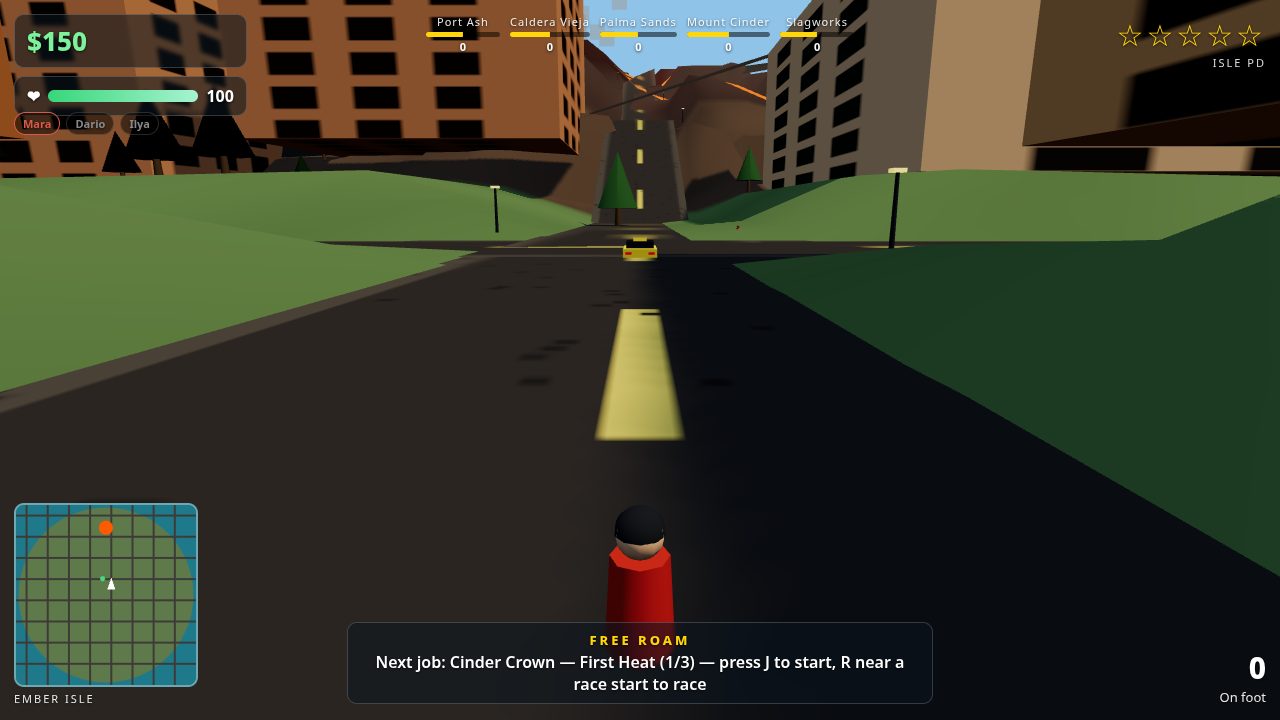 $150
Port Ash
0
Caldera Vieja
0
Palma Sands
0
Mount Cinder
0
Slagworks
0
ISLE PD
100
Mara
Dario
Ilya
FREE ROAM
Next job: Cinder Crown — First Heat (1/3) — press J to start, R near a
race start to race
EMBER ISLE
0
On foot